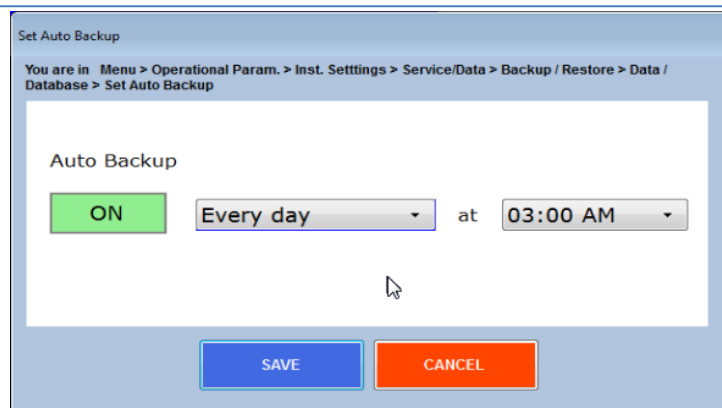 Set Auto Backup
You are in Menu > Operational Param. > Inst. Setttings > Service/Data > Backup / Restore > Data /
Database > Set Auto Backup
Auto Backup
ON Every day at 03:00 AM
SAVE CANCEL